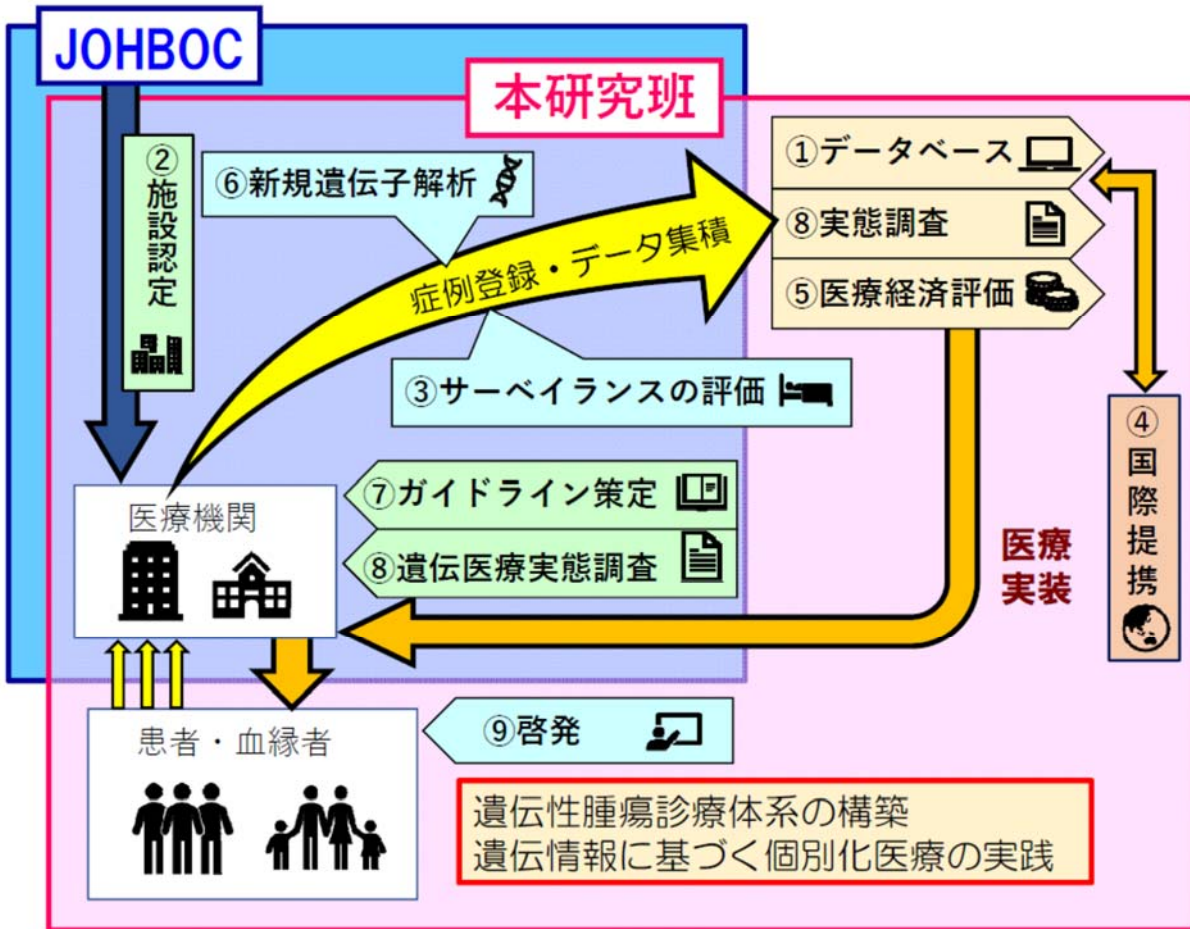 JOHBOC
本研究班
②施設認定
⑥新規遺伝子解析
症例登録・データ集積
①データベース
⑧実態調査
⑤医療経済評価
③サーベイランスの評価
④国際提携
医療機関
⑦ガイドライン策定
⑧遺伝医療実態調査
医療
実装
患者・血縁者
⑨啓発
遺伝性腫瘍診療体系の構築
遺伝情報に基づく個別化医療の実践